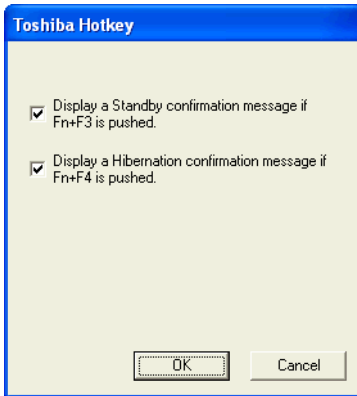 Toshiba Hotkey
Display a Standby confirmation message if
Fn+F3 is pushed.
Display a Hibernation confirmation message if
Fn+F4 is pushed.
OK
Cancel